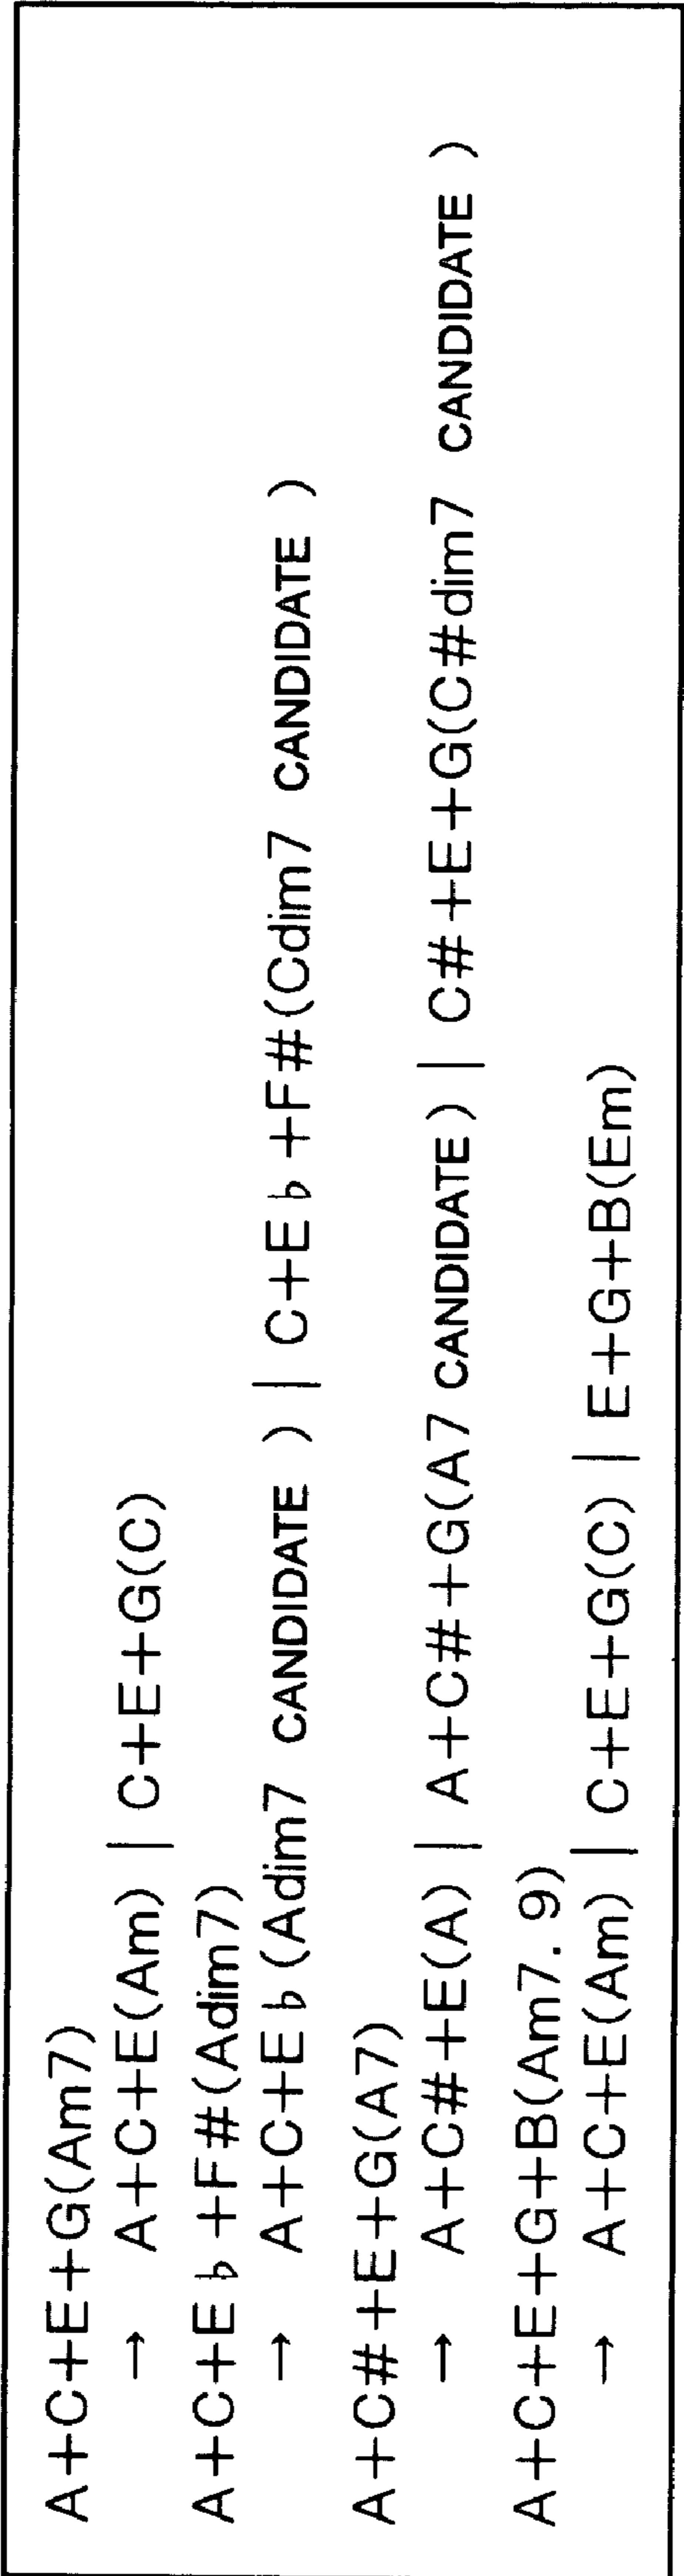 A+C+E+G(Am7)
→ A+C+E(Am) | C+E+G(C)
A+C+E♭+F#(Adim7)
→ A+C+E♭(Adim7 CANDIDATE ) | C+E♭+F#(Cdim7 CANDIDATE )
A+C#+E+G(A7)
→ A+C#+E(A) | A+C#+G(A7 CANDIDATE) | C#+E+G(C#dim7 CANDIDATE )
A+C+E+G+B(Am7. 9)
→ A+C+E(Am) | C+E+G(C) | E+G+B(Em)